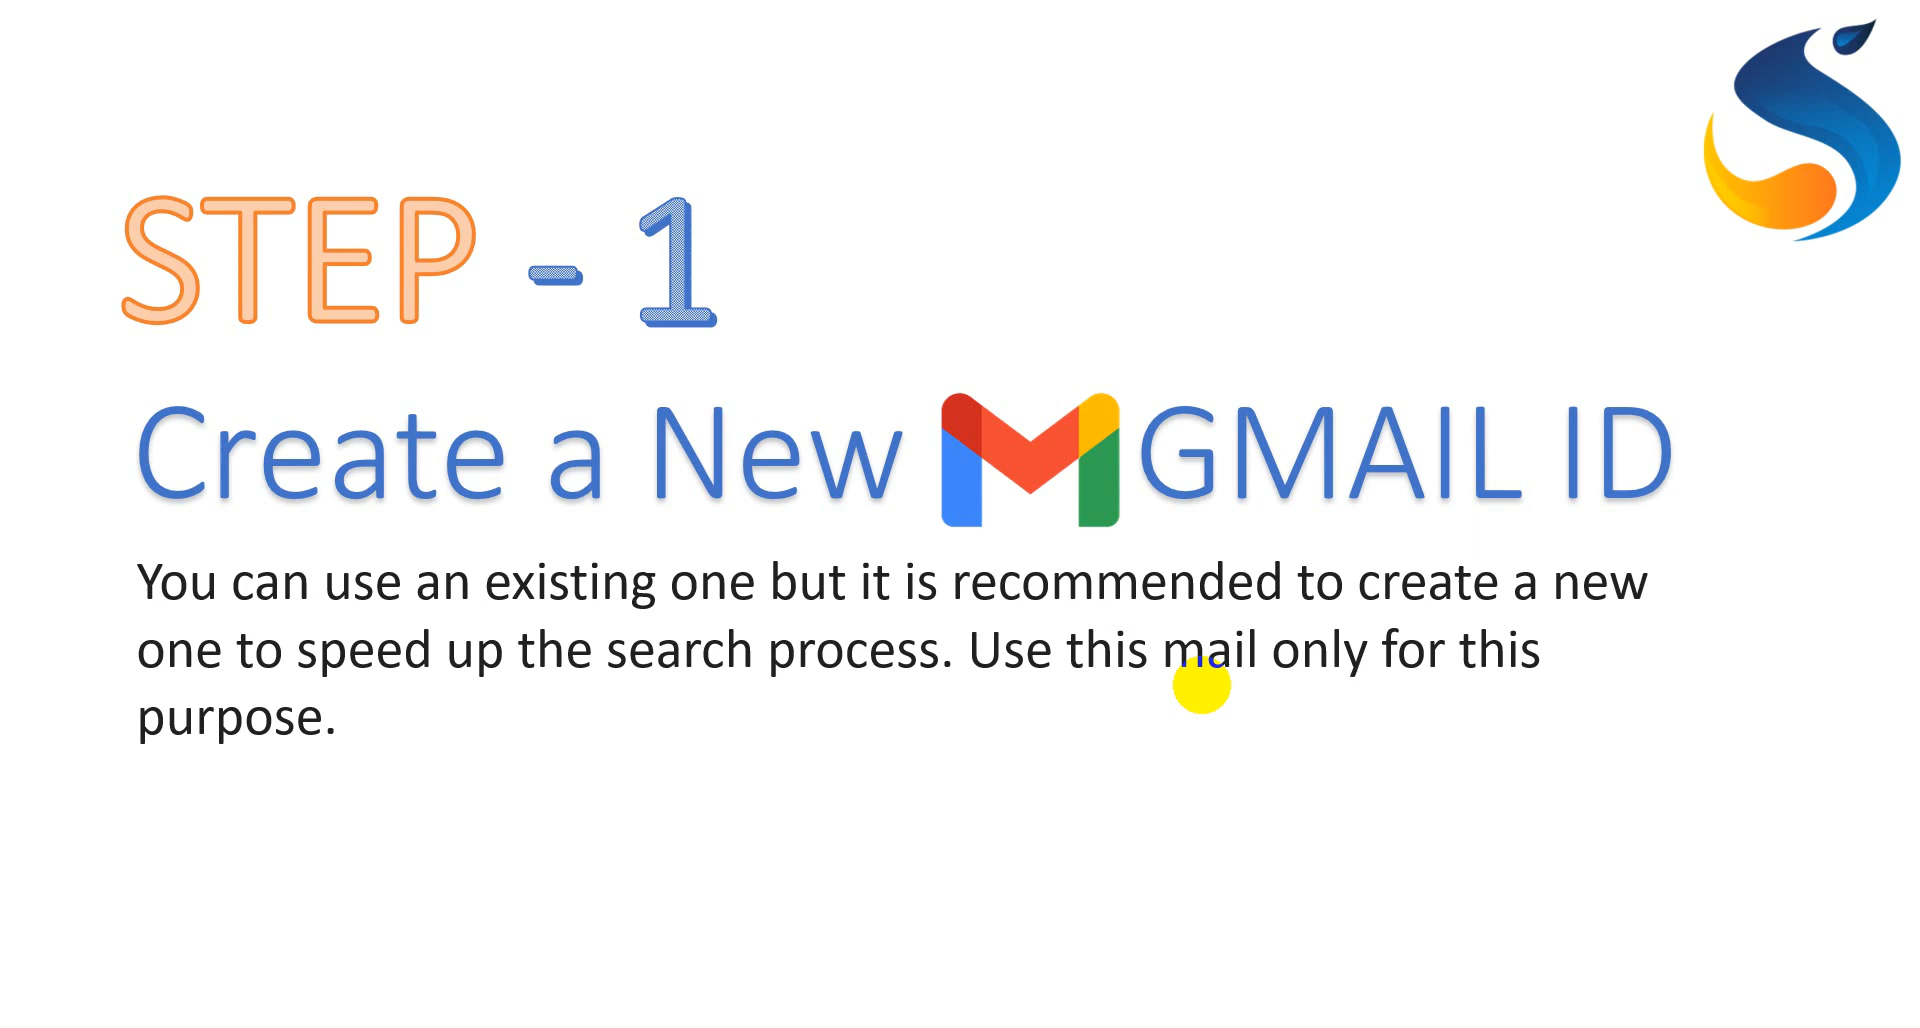 STEP - 1
Create a New GMAIL ID
You can use an existing one but it is recommended to create a new
one to speed up the search process. Use this mail only for this
purpose.